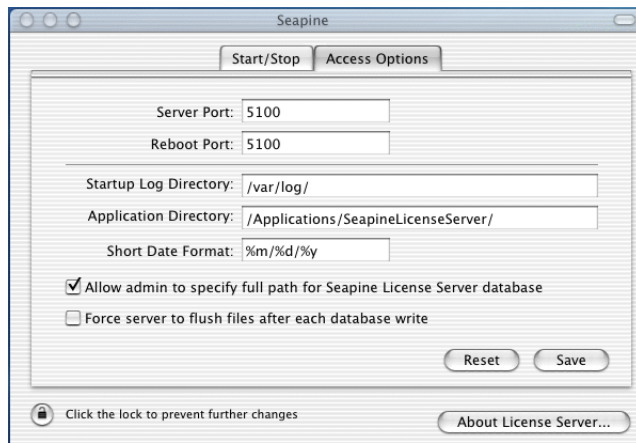 Seapine
Start/Stop Access Options
Server Port: 5100
Reboot Port: 5100
Startup Log Directory: /var/log/
Application Directory: /Applications/SeapineLicenseServer/
Short Date Format: %m/%d/%y
Allow admin to specify full path for Seapine License Server database
Force server to flush files after each database write
Reset Save
Click the lock to prevent further changes
About License Server...